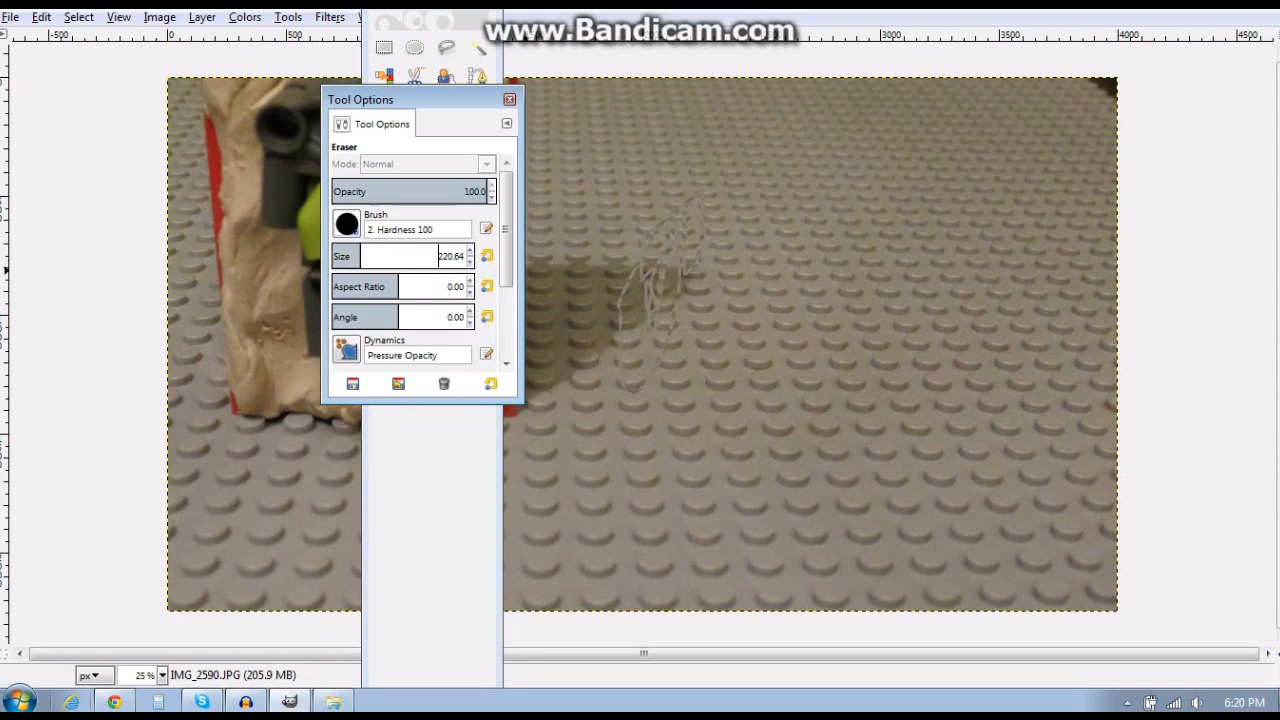 www.Bandicam.com
File Edit Select View Image Layer Colors Tools Filters
-500 0 500 3000 3500 4000 4500
Tool Options
Tool Options
Eraser
Mode: Normal
Opacity 100.0
Brush
2. Hardness 100
Size 220.64
Aspect Ratio 0.00
Angle 0.00
Dynamics
Pressure Opacity
px 25 % IMG_2590.JPG (205.9 MB)
6:20 PM